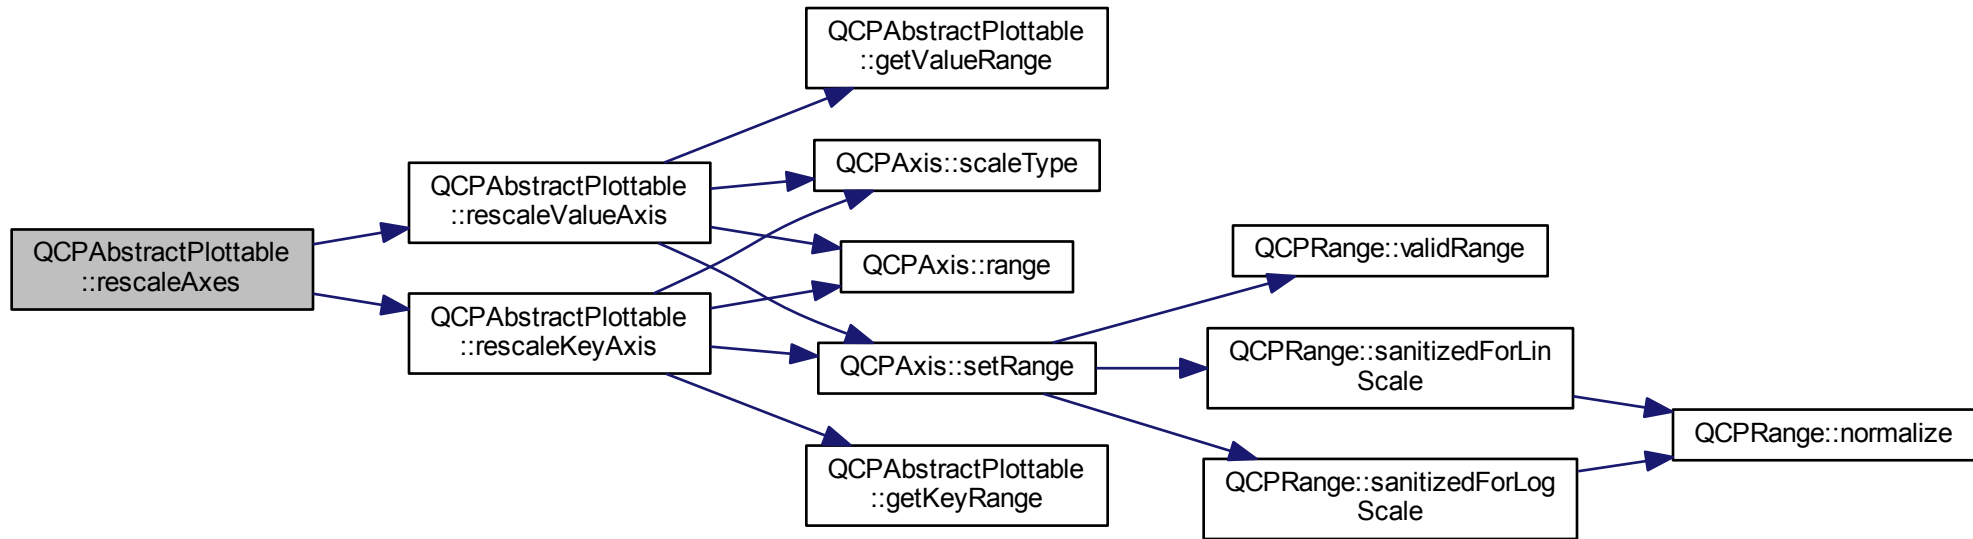 QCPAbstractPlottable
::rescaleAxes
QCPAbstractPlottable
::rescaleValueAxis
QCPAbstractPlottable
::rescaleKeyAxis
QCPAbstractPlottable
::getValueRange
QCPAxis::scaleType
QCPAxis::range
QCPAxis::setRange
QCPAbstractPlottable
::getKeyRange
QCPRange::validRange
QCPRange::sanitizedForLin
Scale
QCPRange::sanitizedForLog
Scale
QCPRange::normalize